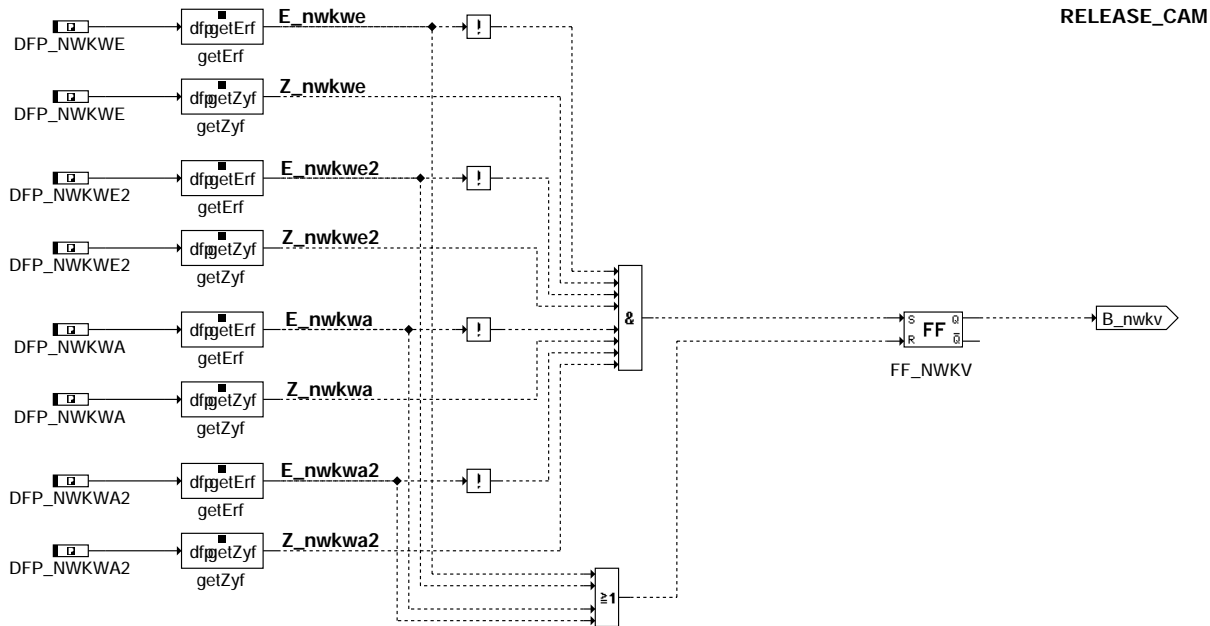 E_nwkwe
RELEASE_CAM
dfpgetErf
!
DFP_NWKWE
getErf
Z_nwkwe
dfpgetZyf
DFP_NWKWE
getZyf
E_nwkwe2
dfpgetErf
!
DFP_NWKWE2
getErf
Z_nwkwe2
dfpgetZyf
DFP_NWKWE2
getZyf
&
E_nwkwa
S Q
FF
R Q̅
B_nwkv
dfpgetErf
!
DFP_NWKWA
getErf
FF_NWKV
Z_nwkwa
dfpgetZyf
DFP_NWKWA
getZyf
E_nwkwa2
dfpgetErf
!
DFP_NWKWA2
getErf
Z_nwkwa2
dfpgetZyf
DFP_NWKWA2
getZyf
≧1